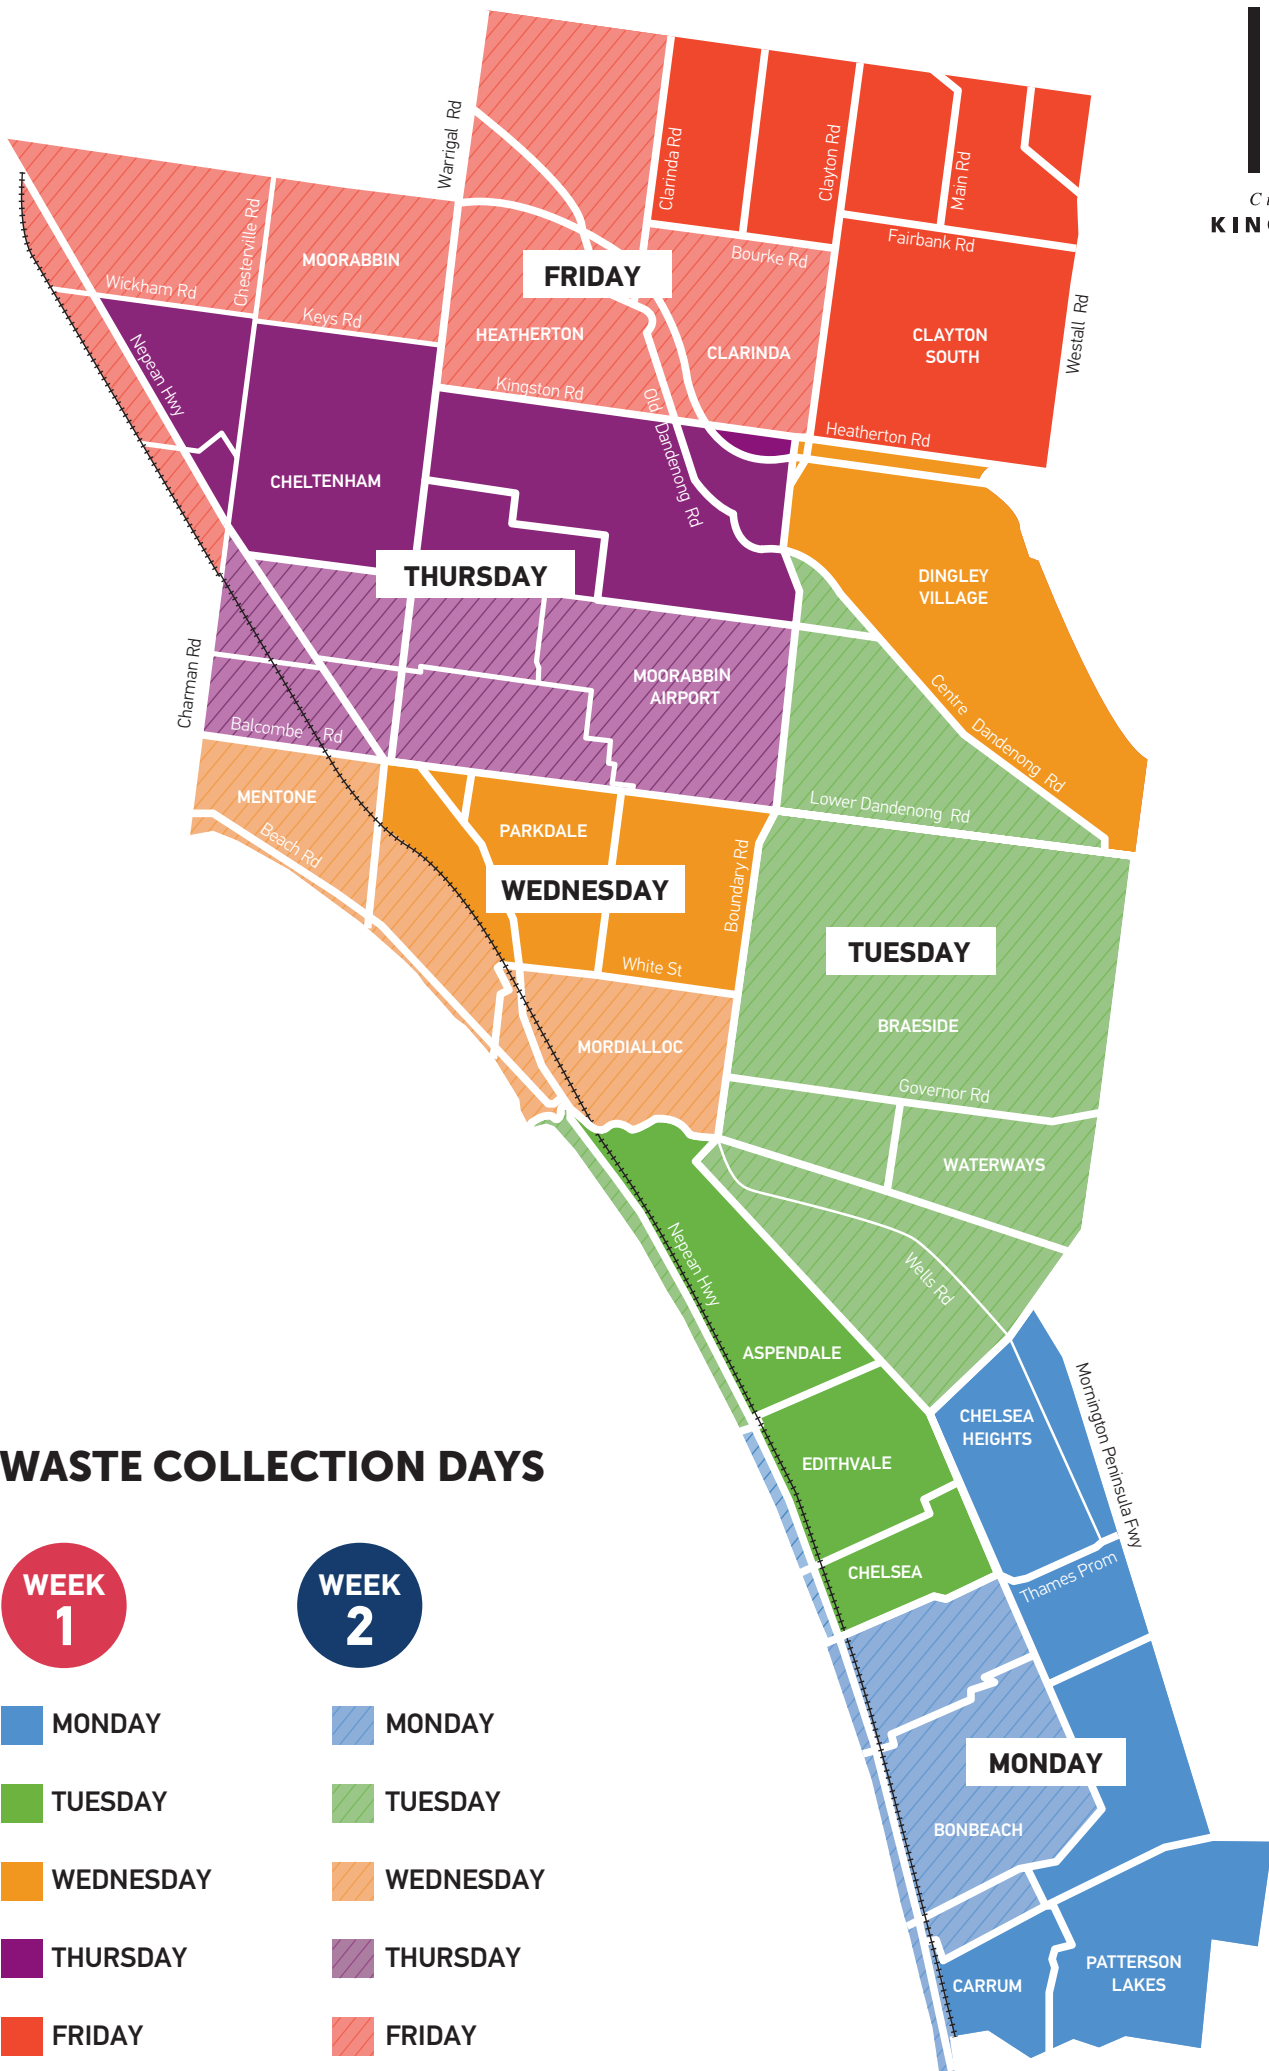 Warrigal Rd
Clarinda Rd
Clayton Rd
Main Rd
KING
Chesterville Rd
MOORABBIN
Bourke Rd
Fairbank Rd
FRIDAY
Wickham Rd
Keys Rd
HEATHERTON
CLARINDA
CLAYTON
SOUTH
Westall Rd
Nepean Hwy
Kingston Rd
Old Dandenong Rd
Heatherton Rd
CHELTENHAM
THURSDAY
DINGLEY
VILLAGE
Charman Rd
MOORABBIN
AIRPORT
Centre Dandenong Rd
Balcombe Rd
MENTONE
Beach Rd
PARKDALE
Lower Dandenong Rd
WEDNESDAY
Boundary Rd
TUESDAY
White St
BRAESIDE
MORDIALLOC
Governor Rd
WATERWAYS
Nepean Hwy
Wells Rd
ASPENDALE
Mornington Peninsula Fwy
CHELSEA
HEIGHTS
EDITHVALE
CHELSEA
Thames Prom
MONDAY
BONBEACH
CARRUM
PATTERSON
LAKES
WASTE COLLECTION DAYS
WEEK
1
WEEK
2
MONDAY
MONDAY
TUESDAY
TUESDAY
WEDNESDAY
WEDNESDAY
THURSDAY
THURSDAY
FRIDAY
FRIDAY